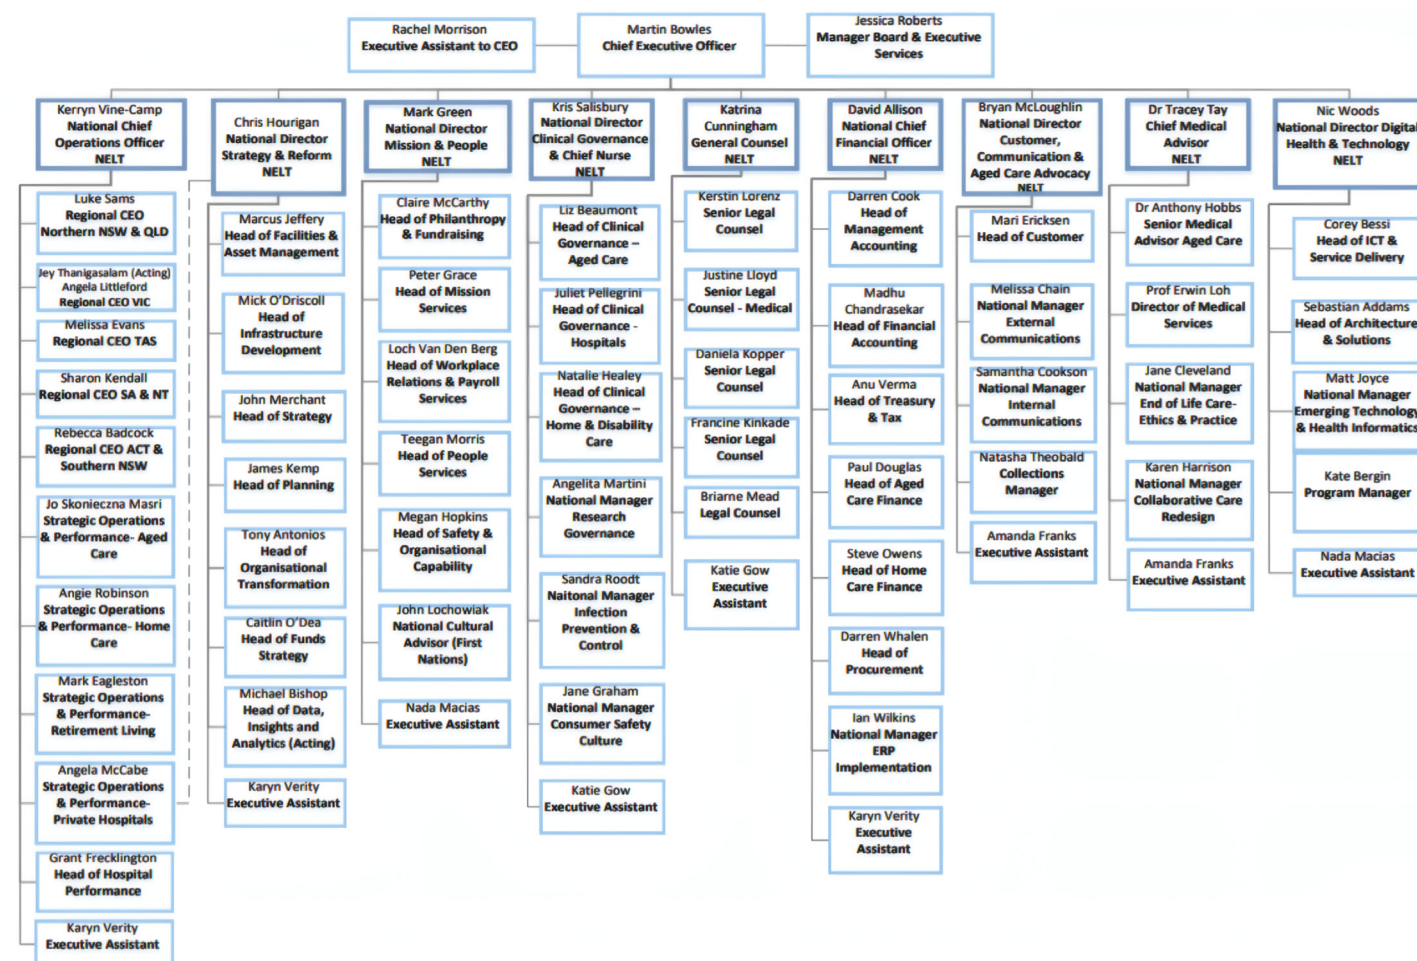 Rachel Morrison
Executive Assistant to CEO
Martin Bowles
Chief Executive Officer
Jessica Roberts
Manager Board & Executive
Services
Kerryn Vine-Camp
National Chief
Operations Officer
NELT
Luke Sams
Regional CEO
Northern NSW & QLD
Jey Thanigasalam (Acting)
Angela Littleford
Regional CEO VIC
Melissa Evans
Regional CEO TAS
Sharon Kendall
Regional CEO SA & NT
Rebecca Badcock
Regional CEO ACT &
Southern NSW
Jo Skonieczna Masri
Strategic Operations
& Performance- Aged
Care
Angie Robinson
Strategic Operations
& Performance- Home
Care
Mark Eagleston
Strategic Operations
& Performance-
Retirement Living
Angela McCabe
Strategic Operations
& Performance-
Private Hospitals
Grant Frecklington
Head of Hospital
Performance
Karyn Verity
Executive Assistant
Chris Hourigan
National Director
Strategy & Reform
NELT
Marcus Jeffery
Head of Facilities &
Asset Management
Mick O'Driscoll
Head of
Infrastructure
Development
John Merchant
Head of Strategy
James Kemp
Head of Planning
Tony Antonios
Head of
Organisational
Transformation
Caitlin O'Dea
Head of Funds
Strategy
Michael Bishop
Head of Data,
Insights and
Analytics (Acting)
Karyn Verity
Executive Assistant
Mark Green
National Director
Mission & People
NELT
Claire McCarthy
Head of Philanthropy
& Fundraising
Peter Grace
Head of Mission
Services
Loch Van Den Berg
Head of Workplace
Relations & Payroll
Services
Teegan Morris
Head of People
Services
Megan Hopkins
Head of Safety &
Organisational
Capability
John Lochowiak
National Cultural
Advisor (First
Nations)
Nada Macias
Executive Assistant
Kris Salisbury
National Director
Clinical Governance
& Chief Nurse
NELT
Liz Beaumont
Head of Clinical
Governance –
Aged Care
Juliet Pellegrini
Head of Clinical
Governance -
Hospitals
Natalie Healey
Head of Clinical
Governance –
Home & Disability
Care
Angelita Martini
National Manager
Research
Governance
Sandra Roodt
Naitonal Manager
Infection
Prevention &
Control
Jane Graham
National Manager
Consumer Safety
Culture
Katie Gow
Executive Assistant
Katrina
Cunningham
General Counsel
NELT
Kerstin Lorenz
Senior Legal
Counsel
Justine Lloyd
Senior Legal
Counsel - Medical
Daniela Kopper
Senior Legal
Counsel
Francine Kinkade
Senior Legal
Counsel
Briarne Mead
Legal Counsel
Katie Gow
Executive
Assistant
David Allison
National Chief
Financial Officer
NELT
Darren Cook
Head of
Management
Accounting
Madhu
Chandrasekar
Head of Financial
Accounting
Anu Verma
Head of Treasury
& Tax
Paul Douglas
Head of Aged
Care Finance
Steve Owens
Head of Home
Care Finance
Darren Whalen
Head of
Procurement
Ian Wilkins
National Manager
ERP
Implementation
Karyn Verity
Executive
Assistant
Bryan McLoughlin
National Director
Customer,
Communication &
Aged Care Advocacy
NELT
Mari Ericksen
Head of Customer
Melissa Chain
National Manager
External
Communications
Samantha Cookson
National Manager
Internal
Communications
Natasha Theobald
Collections
Manager
Amanda Franks
Executive Assistant
Dr Tracey Tay
Chief Medical
Advisor
NELT
Dr Anthony Hobbs
Senior Medical
Advisor Aged Care
Prof Erwin Loh
Director of Medical
Services
Jane Cleveland
National Manager
End of Life Care-
Ethics & Practice
Karen Harrison
National Manager
Collaborative Care
Redesign
Amanda Franks
Executive Assistant
Nic Woods
National Director Digital
Health & Technology
NELT
Corey Bessi
Head of ICT &
Service Delivery
Sebastian Addams
Head of Architecture
& Solutions
Matt Joyce
National Manager
Emerging Technology
& Health Informatics
Kate Bergin
Program Manager
Nada Macias
Executive Assistant